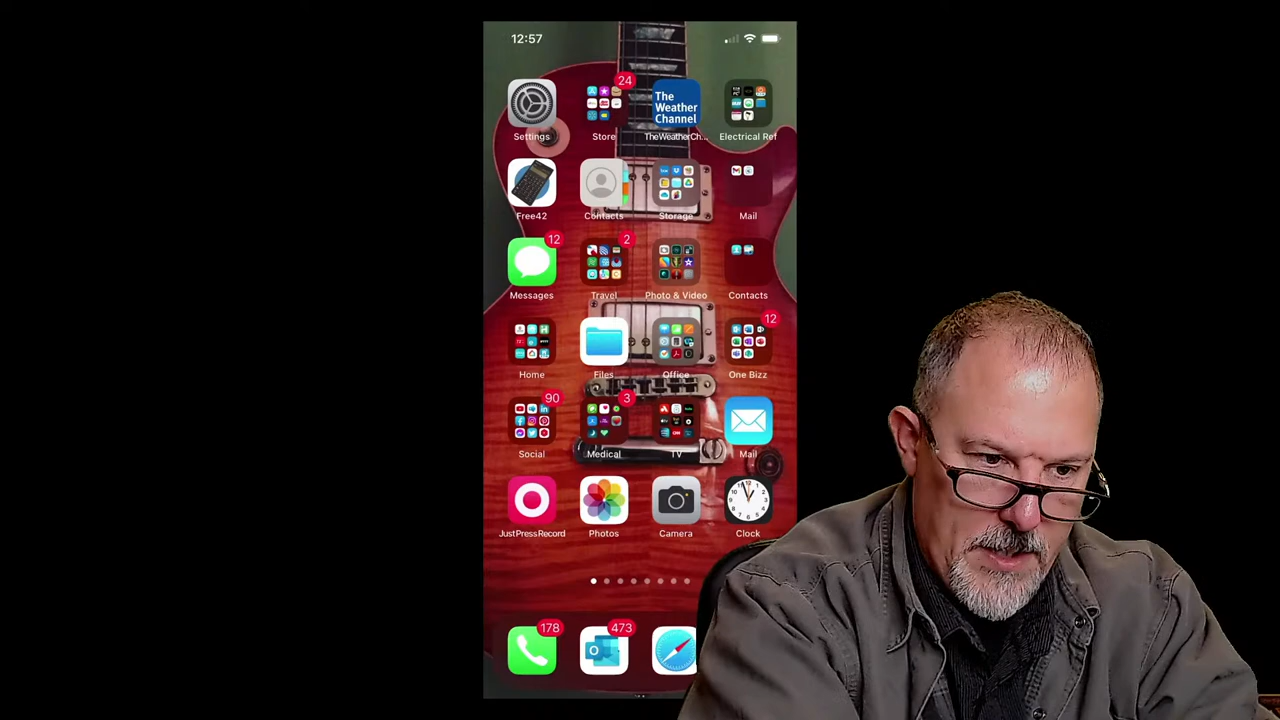 12:57
24
The
Weather
Channel
Settings
Store
TheWeatherCh...
Electrical Ref
Free42
Contacts
Storage
Mail
12
2
Messages
Travel
Photo & Video
Contacts
12
Home
Files
Office
One Bizz
90
3
Social
Medical
TV
Mail
JustPressRecord
Photos
Camera
Clock
178
473